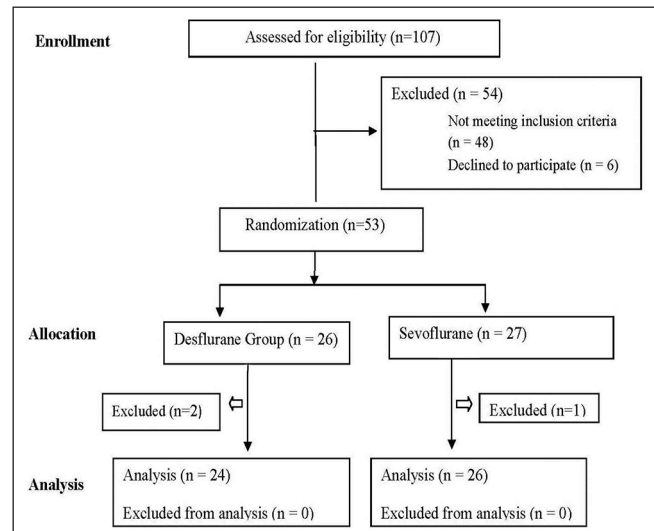 Enrollment
Assessed for eligibility (n=107)
Excluded (n = 54)
Not meeting inclusion criteria
(n = 48)
Declined to participate (n = 6)
Randomization (n=53)
Allocation
Desflurane Group (n = 26)
Sevoflurane (n = 27)
Excluded (n=2)
Excluded (n=1)
Analysis
Analysis (n = 24)
Excluded from analysis (n = 0)
Analysis (n = 26)
Excluded from analysis (n = 0)